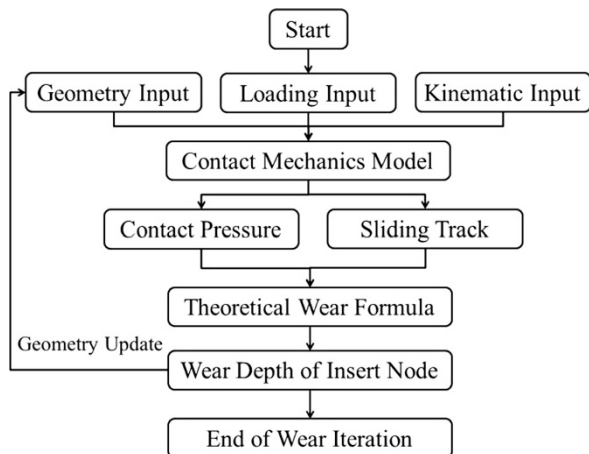 Start
Geometry Input
Loading Input
Kinematic Input
Contact Mechanics Model
Contact Pressure
Sliding Track
Theoretical Wear Formula
Geometry Update
Wear Depth of Insert Node
End of Wear Iteration